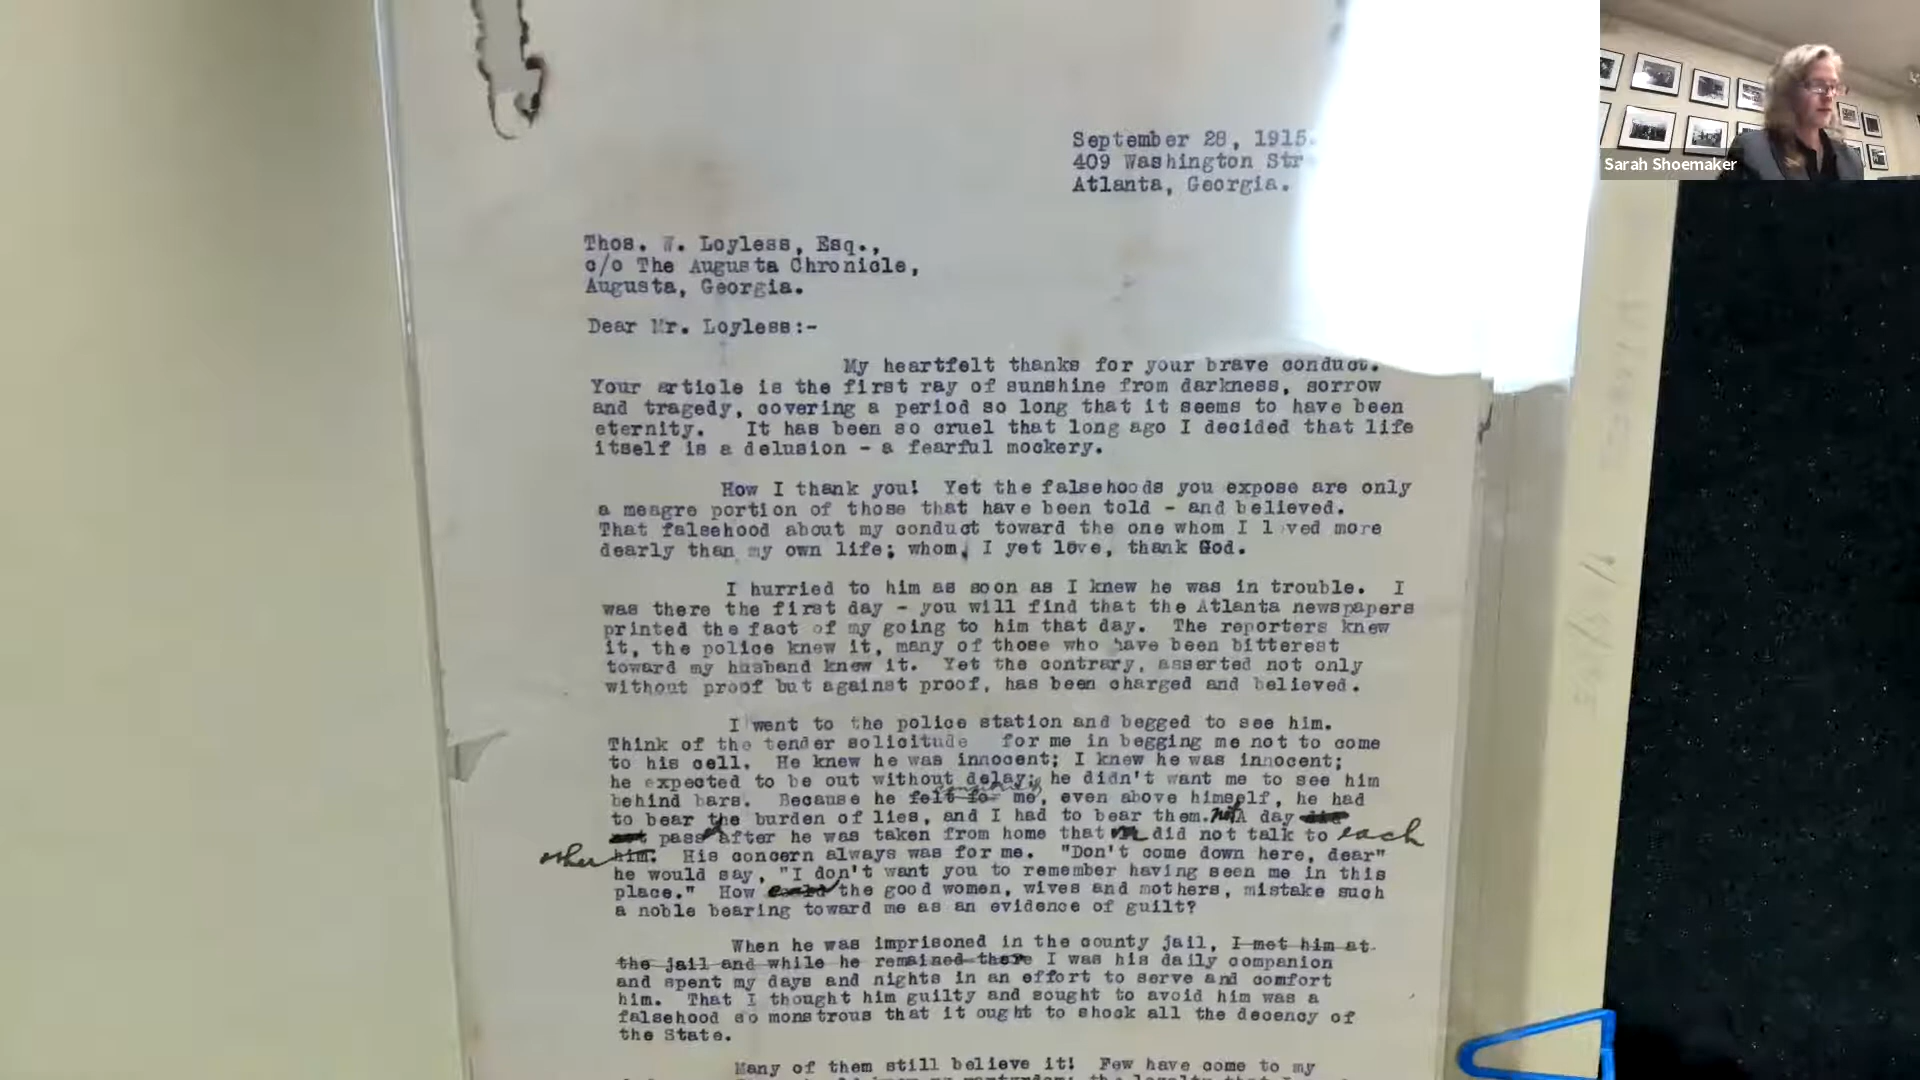 September 28, 1915.
409 Washington Str
Atlanta, Georgia.
Sarah Shoemaker
Thos. W. Loyless, Esq.,
c/o The Augusta Chronicle,
Augusta, Georgia.
Dear Mr. Loyless:-
My heartfelt thanks for your brave conduct.
Your article is the first ray of sunshine from darkness, sorrow
and tragedy, covering a period so long that it seems to have been
eternity. It has been so cruel that long ago I decided that life
itself is a delusion - a fearful mockery.
How I thank you! Yet the falsehoods you expose are only
a meagre portion of those that have been told - and believed.
That falsehood about my conduct toward the one whom I l ved more
dearly than my own life; whom, I yet love, thank God.
I hurried to him as soon as I knew he was in trouble. I
was there the first day - you will find that the Atlanta newspapers
printed the fact of my going to him that day. The reporters knew
it, the police knew it, many of those who have been bitterest
toward my husband knew it. Yet the contrary, asserted not only
without proof but against proof, has been charged and believed.
I went to the police station and begged to see him.
Think of the tender solicitude for me in begging me not to come
to his cell. He knew he was innocent; I knew he was innocent;
he expected to be out without delay; he didn't want me to see him
behind bars. Because he felt fo me, even above himself, he had
to bear the burden of lies, and I had to bear them. not A day did
not passed after he was taken from home that did not talk to each
other him. His concern always was for me. "Don't come down here, dear"
he would say, "I don't want you to remember having seen me in this
place." How could the good women, wives and mothers, mistake such
a noble bearing toward me as an evidence of guilt?
When he was imprisoned in the county jail, I met him at
the jail and while he remained there I was his daily companion
and spent my days and nights in an effort to serve and comfort
him. That I thought him guilty and sought to avoid him was a
falsehood so monstrous that it ought to shock all the decency of
the State.
Many of them still believe it! Few have come to my